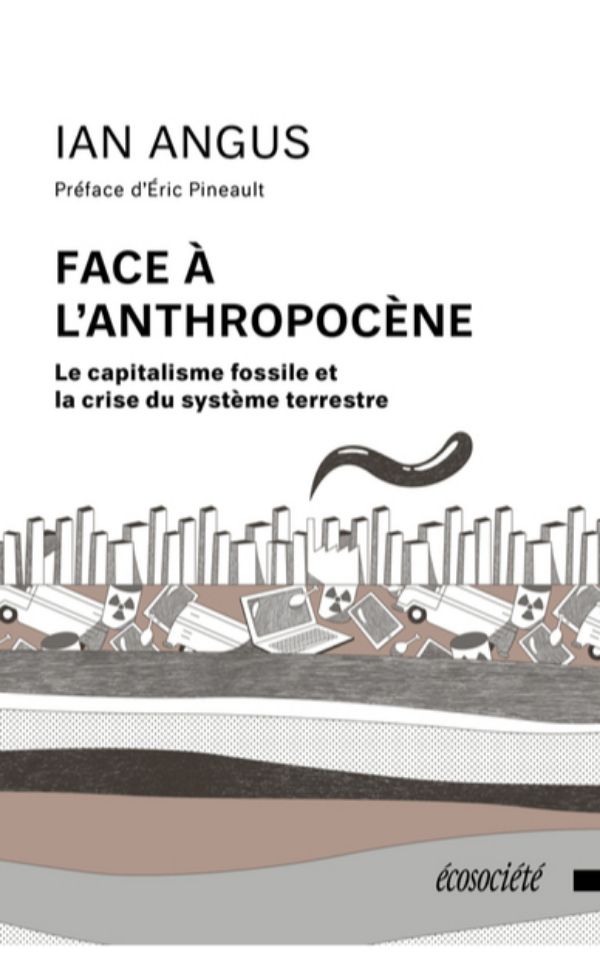 IAN ANGUS
Préface d'Éric Pineault
FACE À
L'ANTHROPOCÈNE
Le capitalisme fossile et
la crise du système terrestre
écosociété